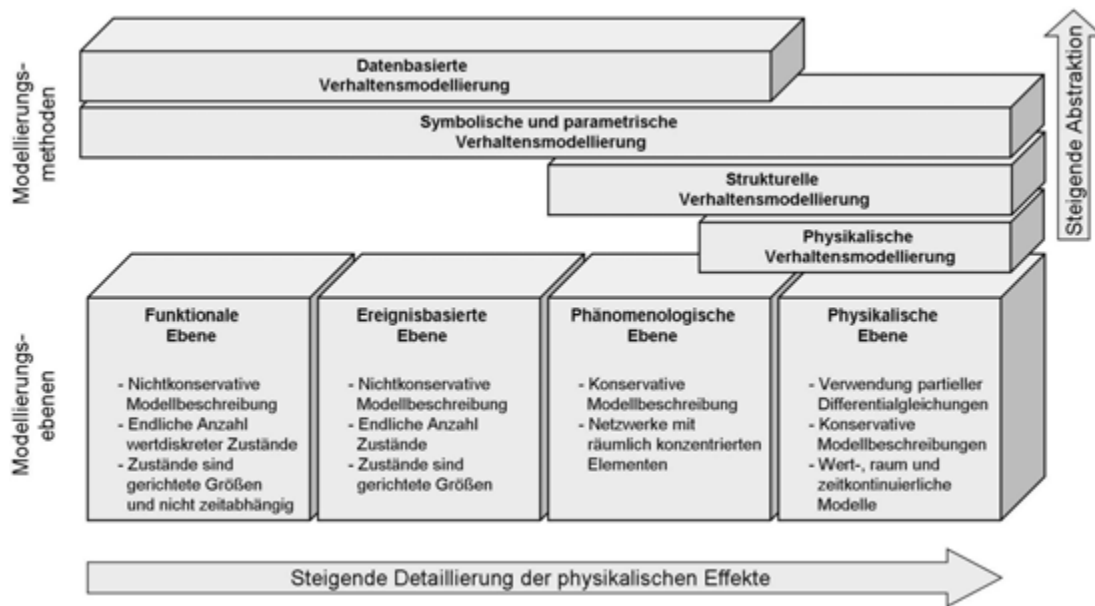 Modellierungs-
methoden
Datenbasierte
Verhaltensmodellierung
Symbolische und parametrische
Verhaltensmodellierung
Strukturelle
Verhaltensmodellierung
Physikalische
Verhaltensmodellierung
Steigende Abstraktion
Modellierungs-
ebenen
Funktionale
Ebene
- Nichtkonservative
Modellbeschreibung
- Endliche Anzahl
wertdiskreter Zustände
- Zustände sind
gerichtete Größen
und nicht zeitabhängig
Ereignisbasierte
Ebene
- Nichtkonservative
Modellbeschreibung
- Endliche Anzahl
Zustände
- Zustände sind
gerichtete Größen
Phänomenologische
Ebene
- Konservative
Modellbeschreibung
- Netzwerke mit
räumlich konzentrierten
Elementen
Physikalische
Ebene
- Verwendung partieller
Differentialgleichungen
- Konservative
Modellbeschreibungen
- Wert-, raum und
zeitkontinuierliche
Modelle
Steigende Detaillierung der physikalischen Effekte